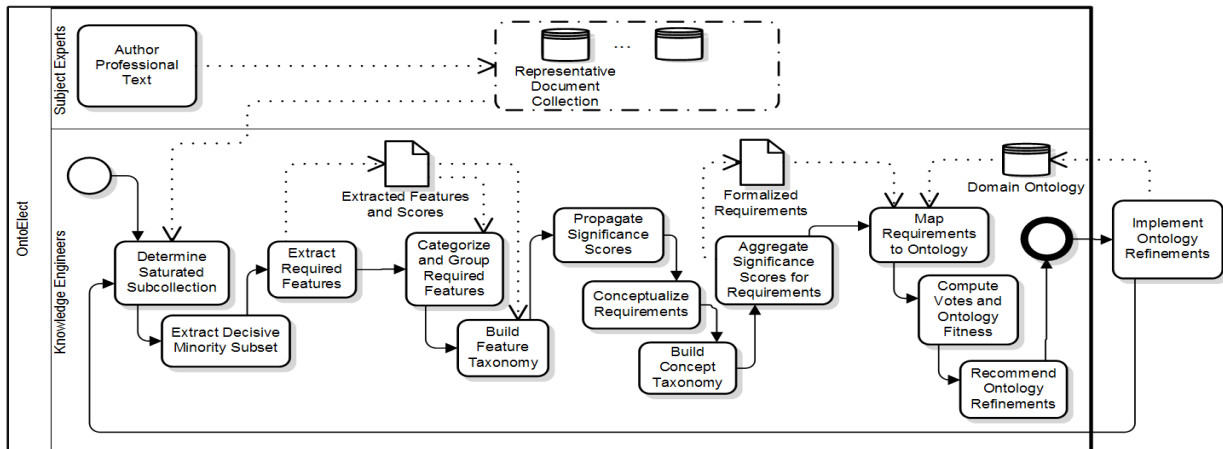 OntoElect
Subject Experts
Author
Professional
Text
...
Representative
Document
Collection
Knowledge Engineers
Extracted Features
and Scores
Formalized
Requirements
Domain Ontology
Determine
Saturated
Subcollection
Extract Decisive
Minority Subset
Extract
Required
Features
Categorize
and Group
Required
Features
Build
Feature
Taxonomy
Propagate
Significance
Scores
Conceptualize
Requirements
Build
Concept
Taxonomy
Aggregate
Significance
Scores for
Requirements
Map
Requirements
to Ontology
Compute
Votes and
Ontology
Fitness
Recommend
Ontology
Refinements
Implement
Ontology
Refinements